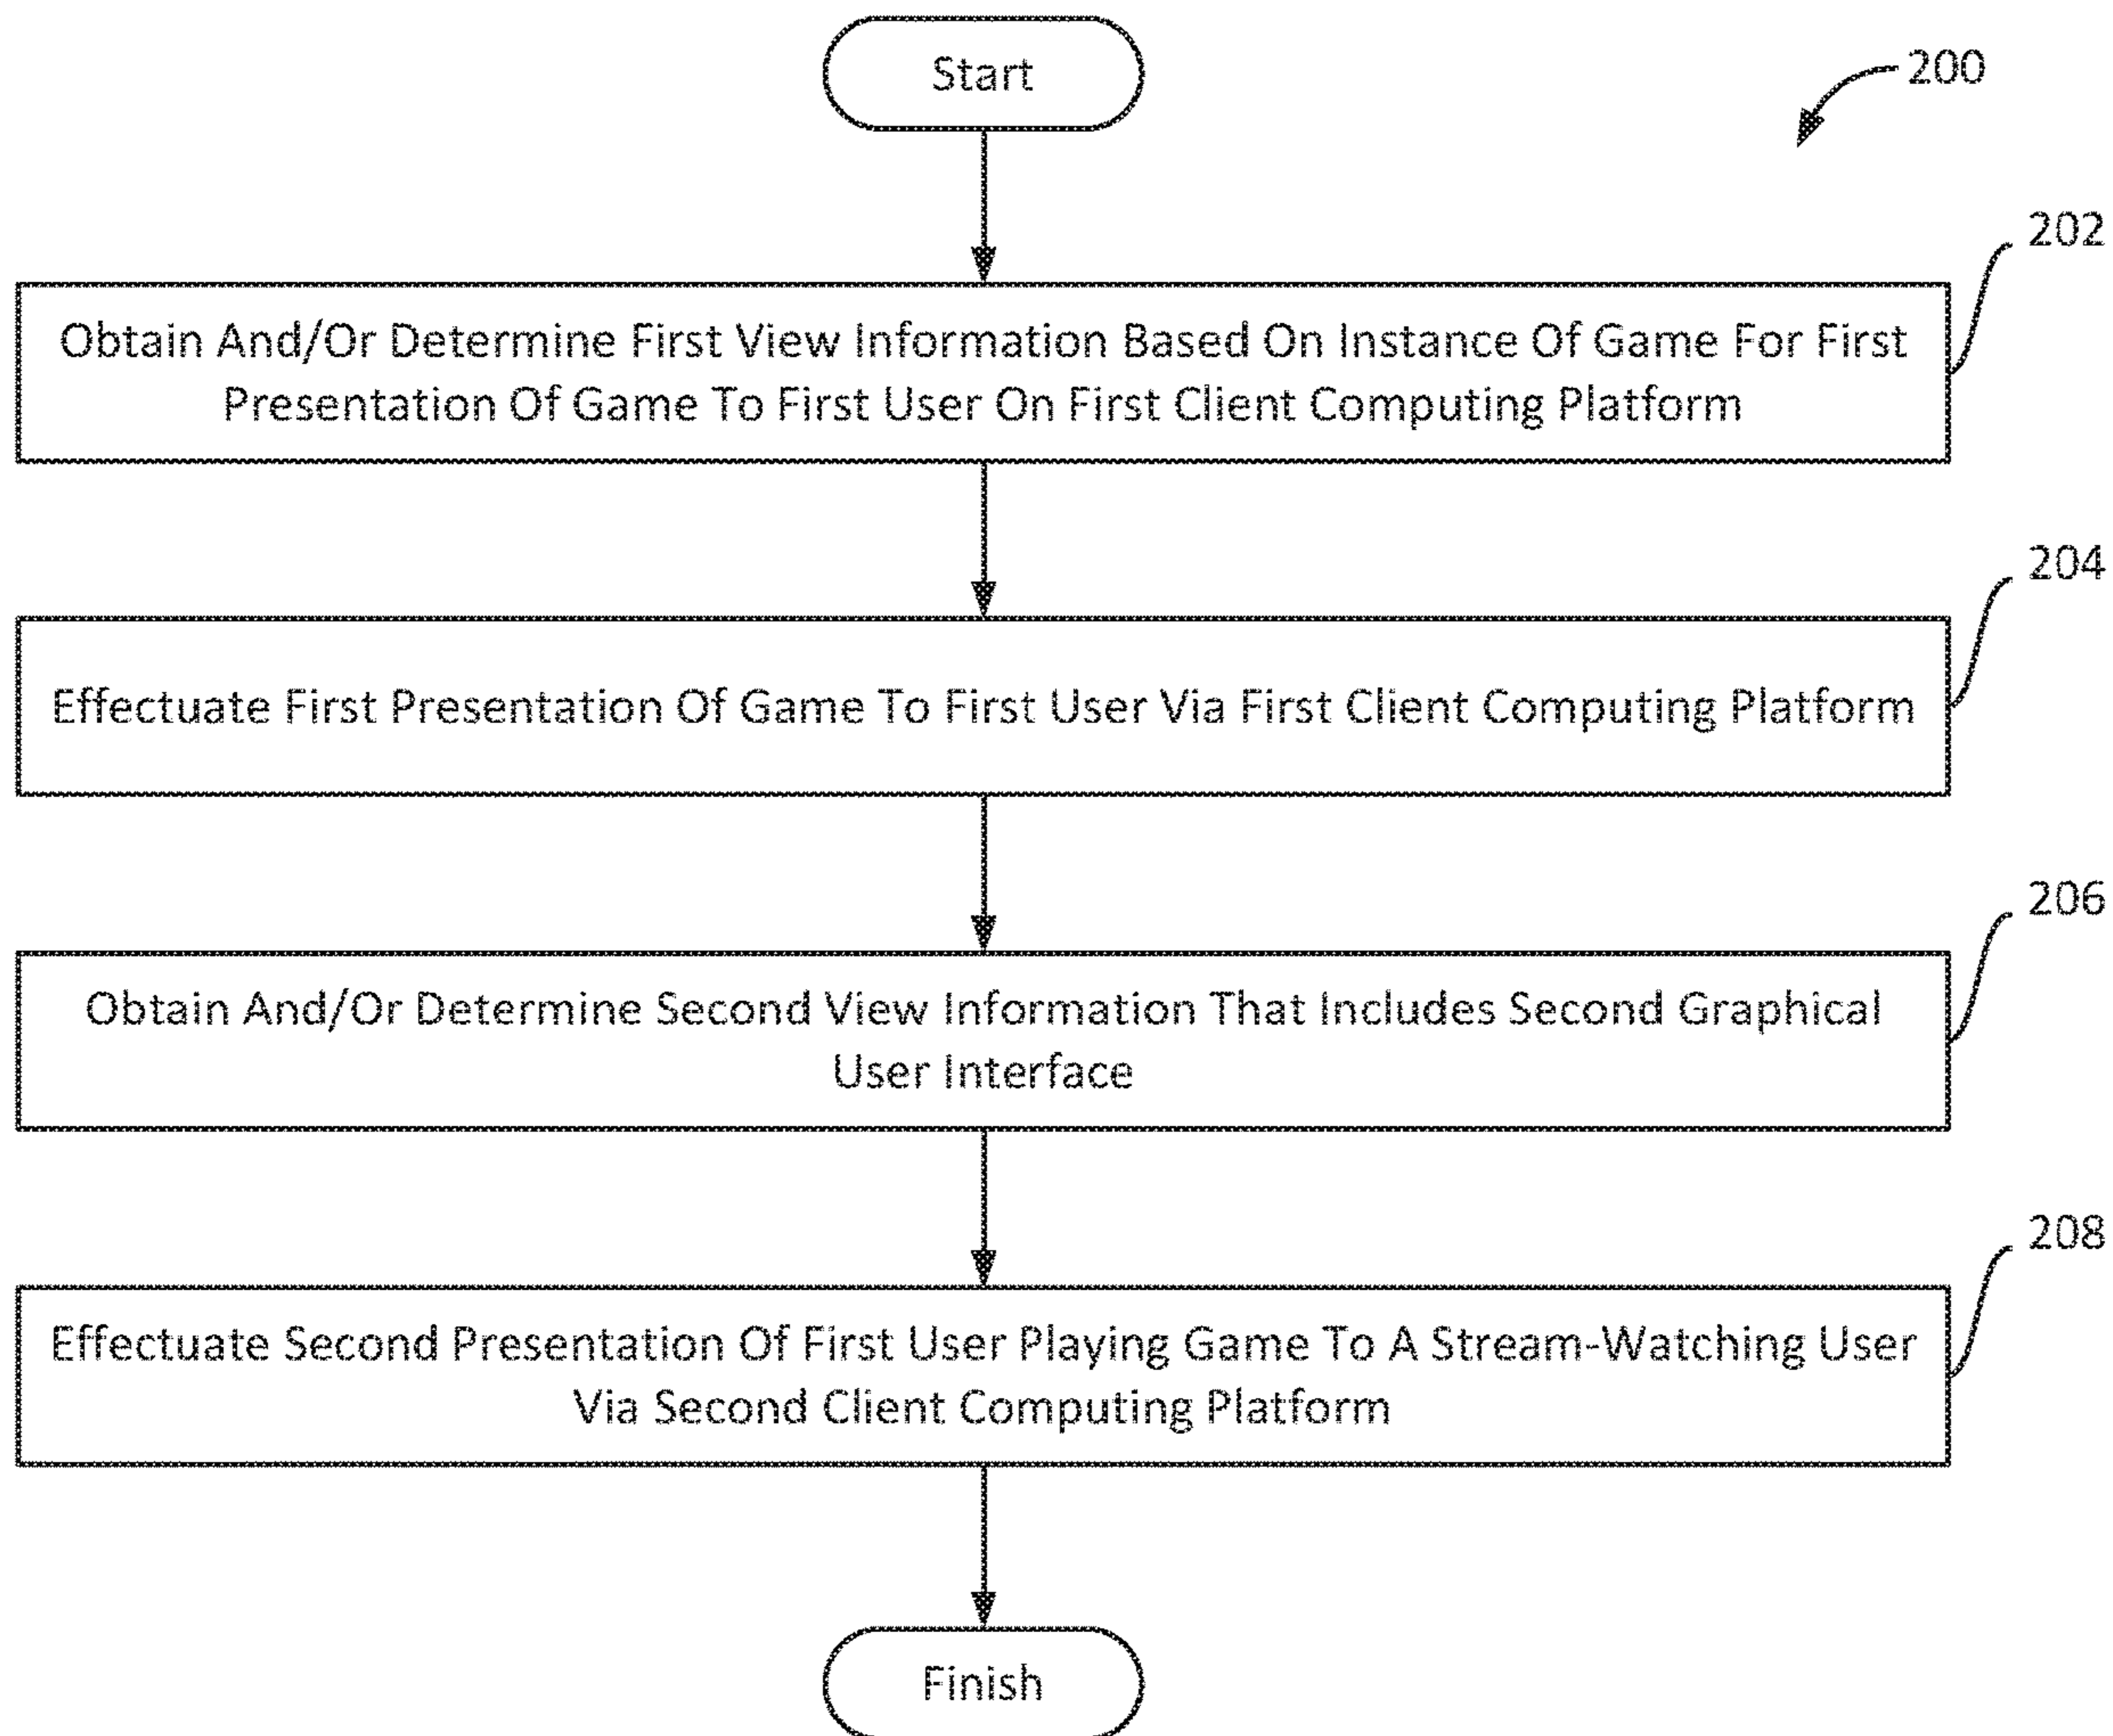 Start
200
202
Obtain And/Or Determine First View Information Based On Instance Of Game For First
Presentation Of Game To First User On First Client Computing Platform
204
Effectuate First Presentation Of Game To First User Via First Client Computing Platform
206
Obtain And/Or Determine Second View Information That Includes Second Graphical
User Interface
208
Effectuate Second Presentation Of First User Playing Game To A Stream-Watching User
Via Second Client Computing Platform
Finish